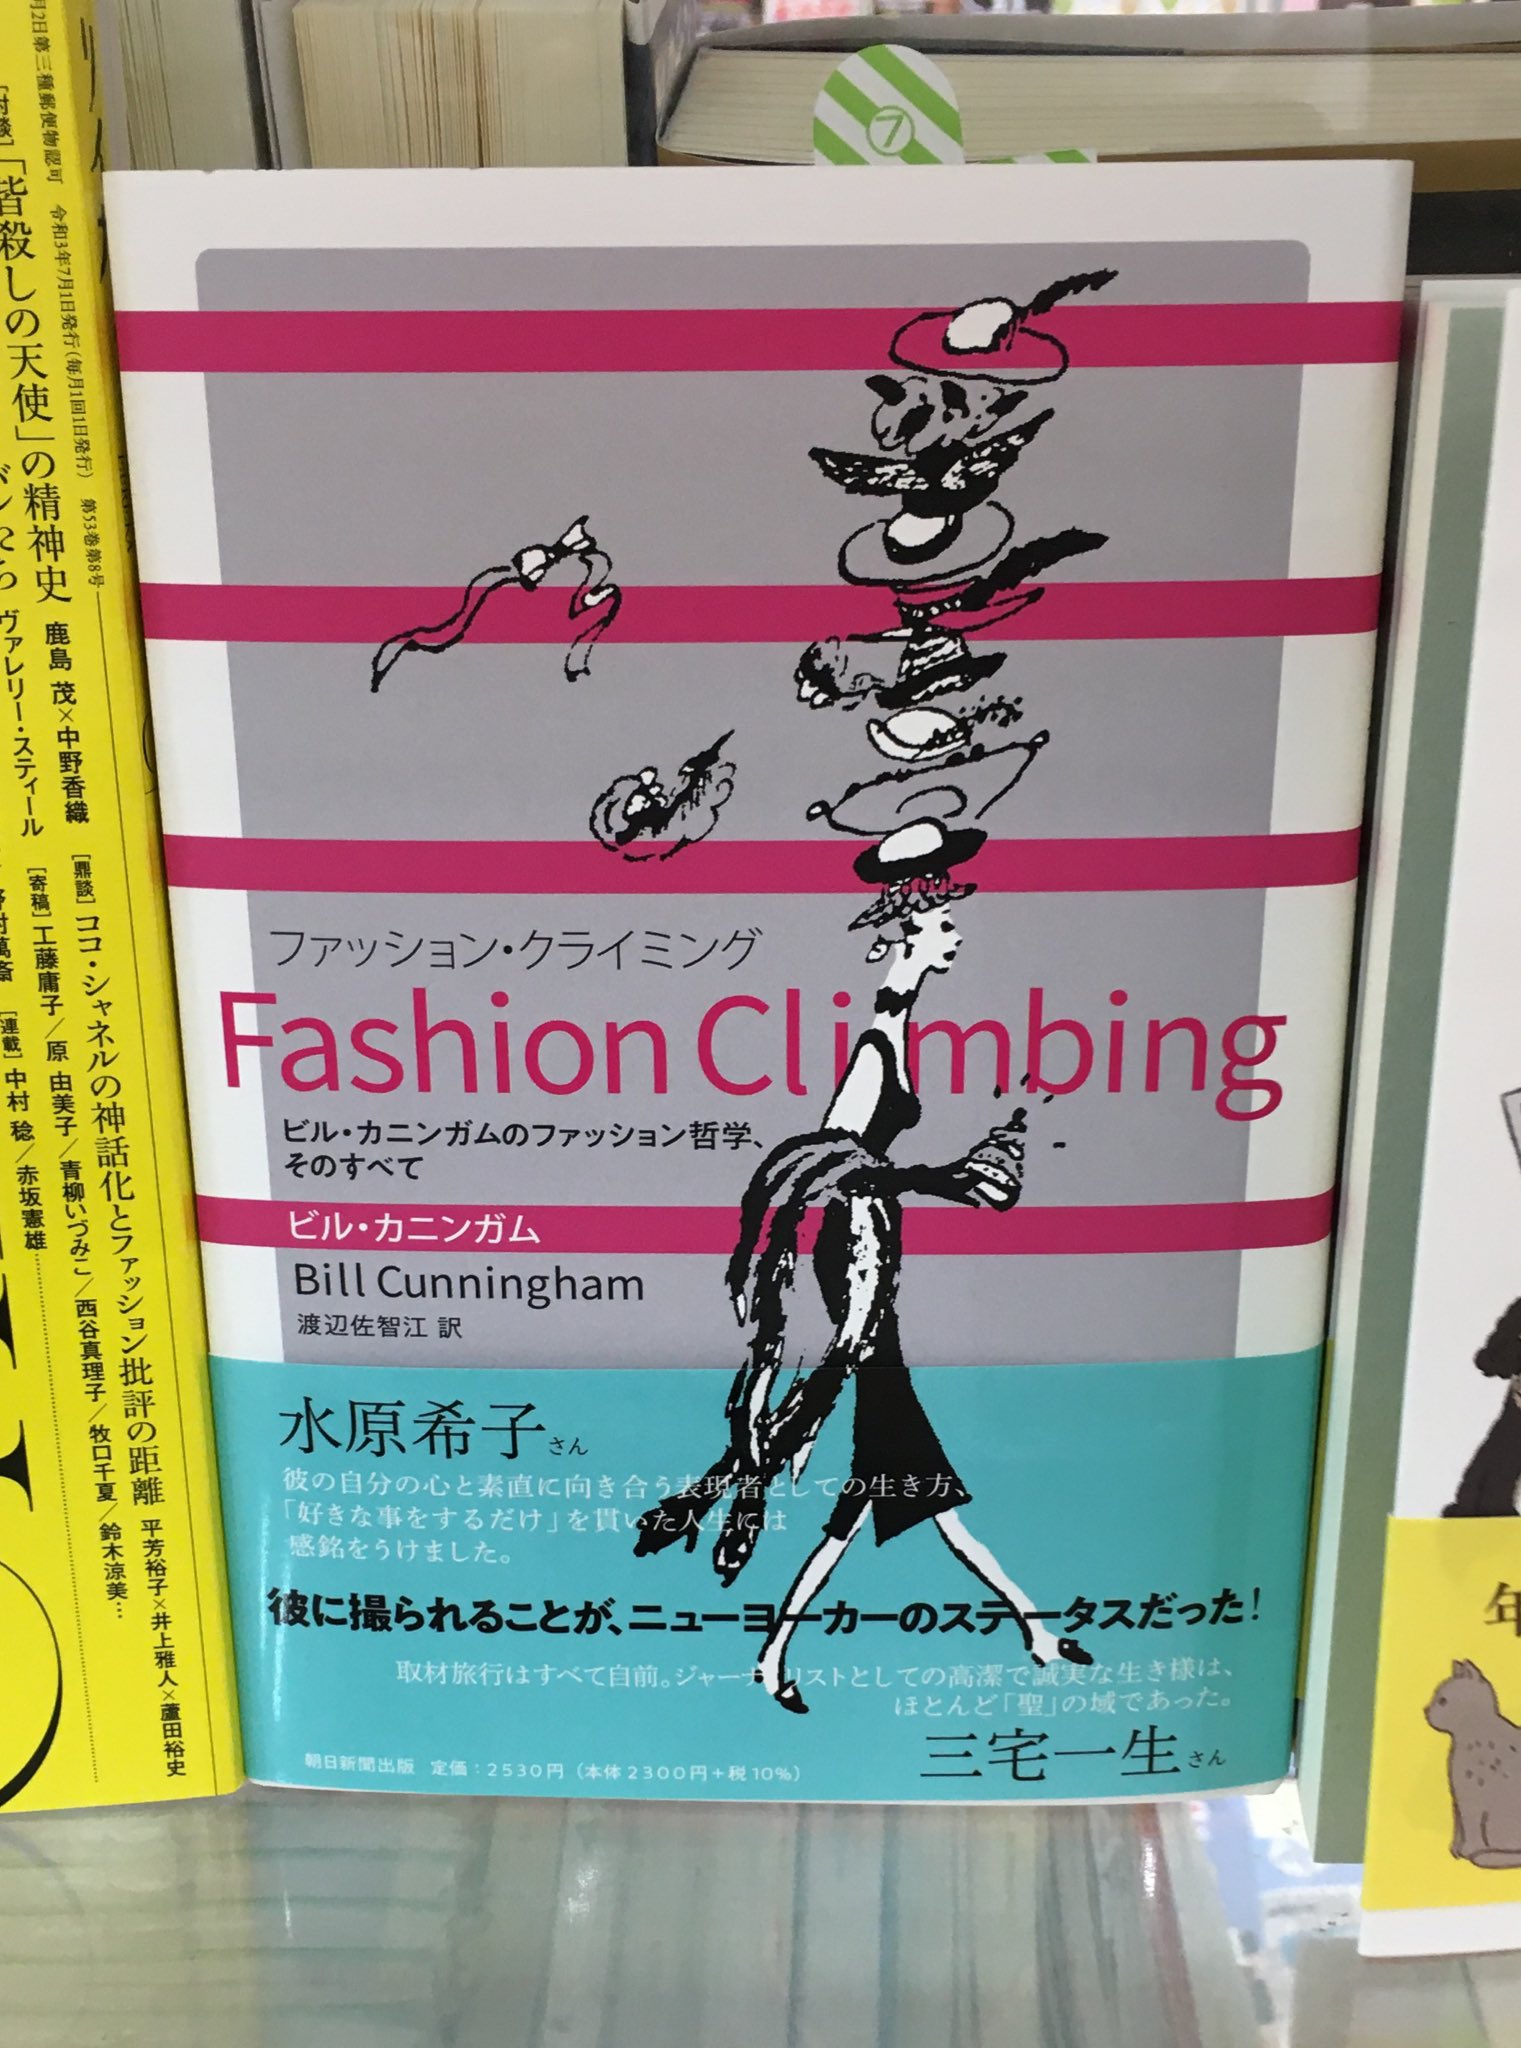 ファッション・クライミング
Fashion Climbing
ビル・カニンガムのファッション哲学、
そのすべて
ビル・カニンガム
Bill Cunningham
渡辺佐智江 訳
水原希子さん
彼の自分の心と素直に向き合う表現者としての生き方、
「好きな事をするだけ」を貫いた人生には
感銘をうけました。
彼に撮られることが、ニューヨーカーのステータスだった!
取材旅行はすべて自前。ジャーナリストとしての高潔で誠実な生き様は、
ほとんど「聖」の域であった。
三宅一生さん
朝日新聞出版 定価:2530円(本体2300円+税10%)
7
月2日第三種郵便物認可 令和3年7月1日発行(毎月1回1日発行) 第53巻第8号
[対談]「皆殺しの天使」の精神史 鹿島 茂×中野香織
[鼎談]ココ・シャネルの神話化とファッション批評の距離 平芳裕子×井上雅人×蘆田裕史
ヴァレリー・スティール
[寄稿]工藤庸子/原 由美子/青柳いづみこ/西谷真理子/牧口千夏/鈴木涼美…
[連載]中村 稔/赤坂憲雄
年